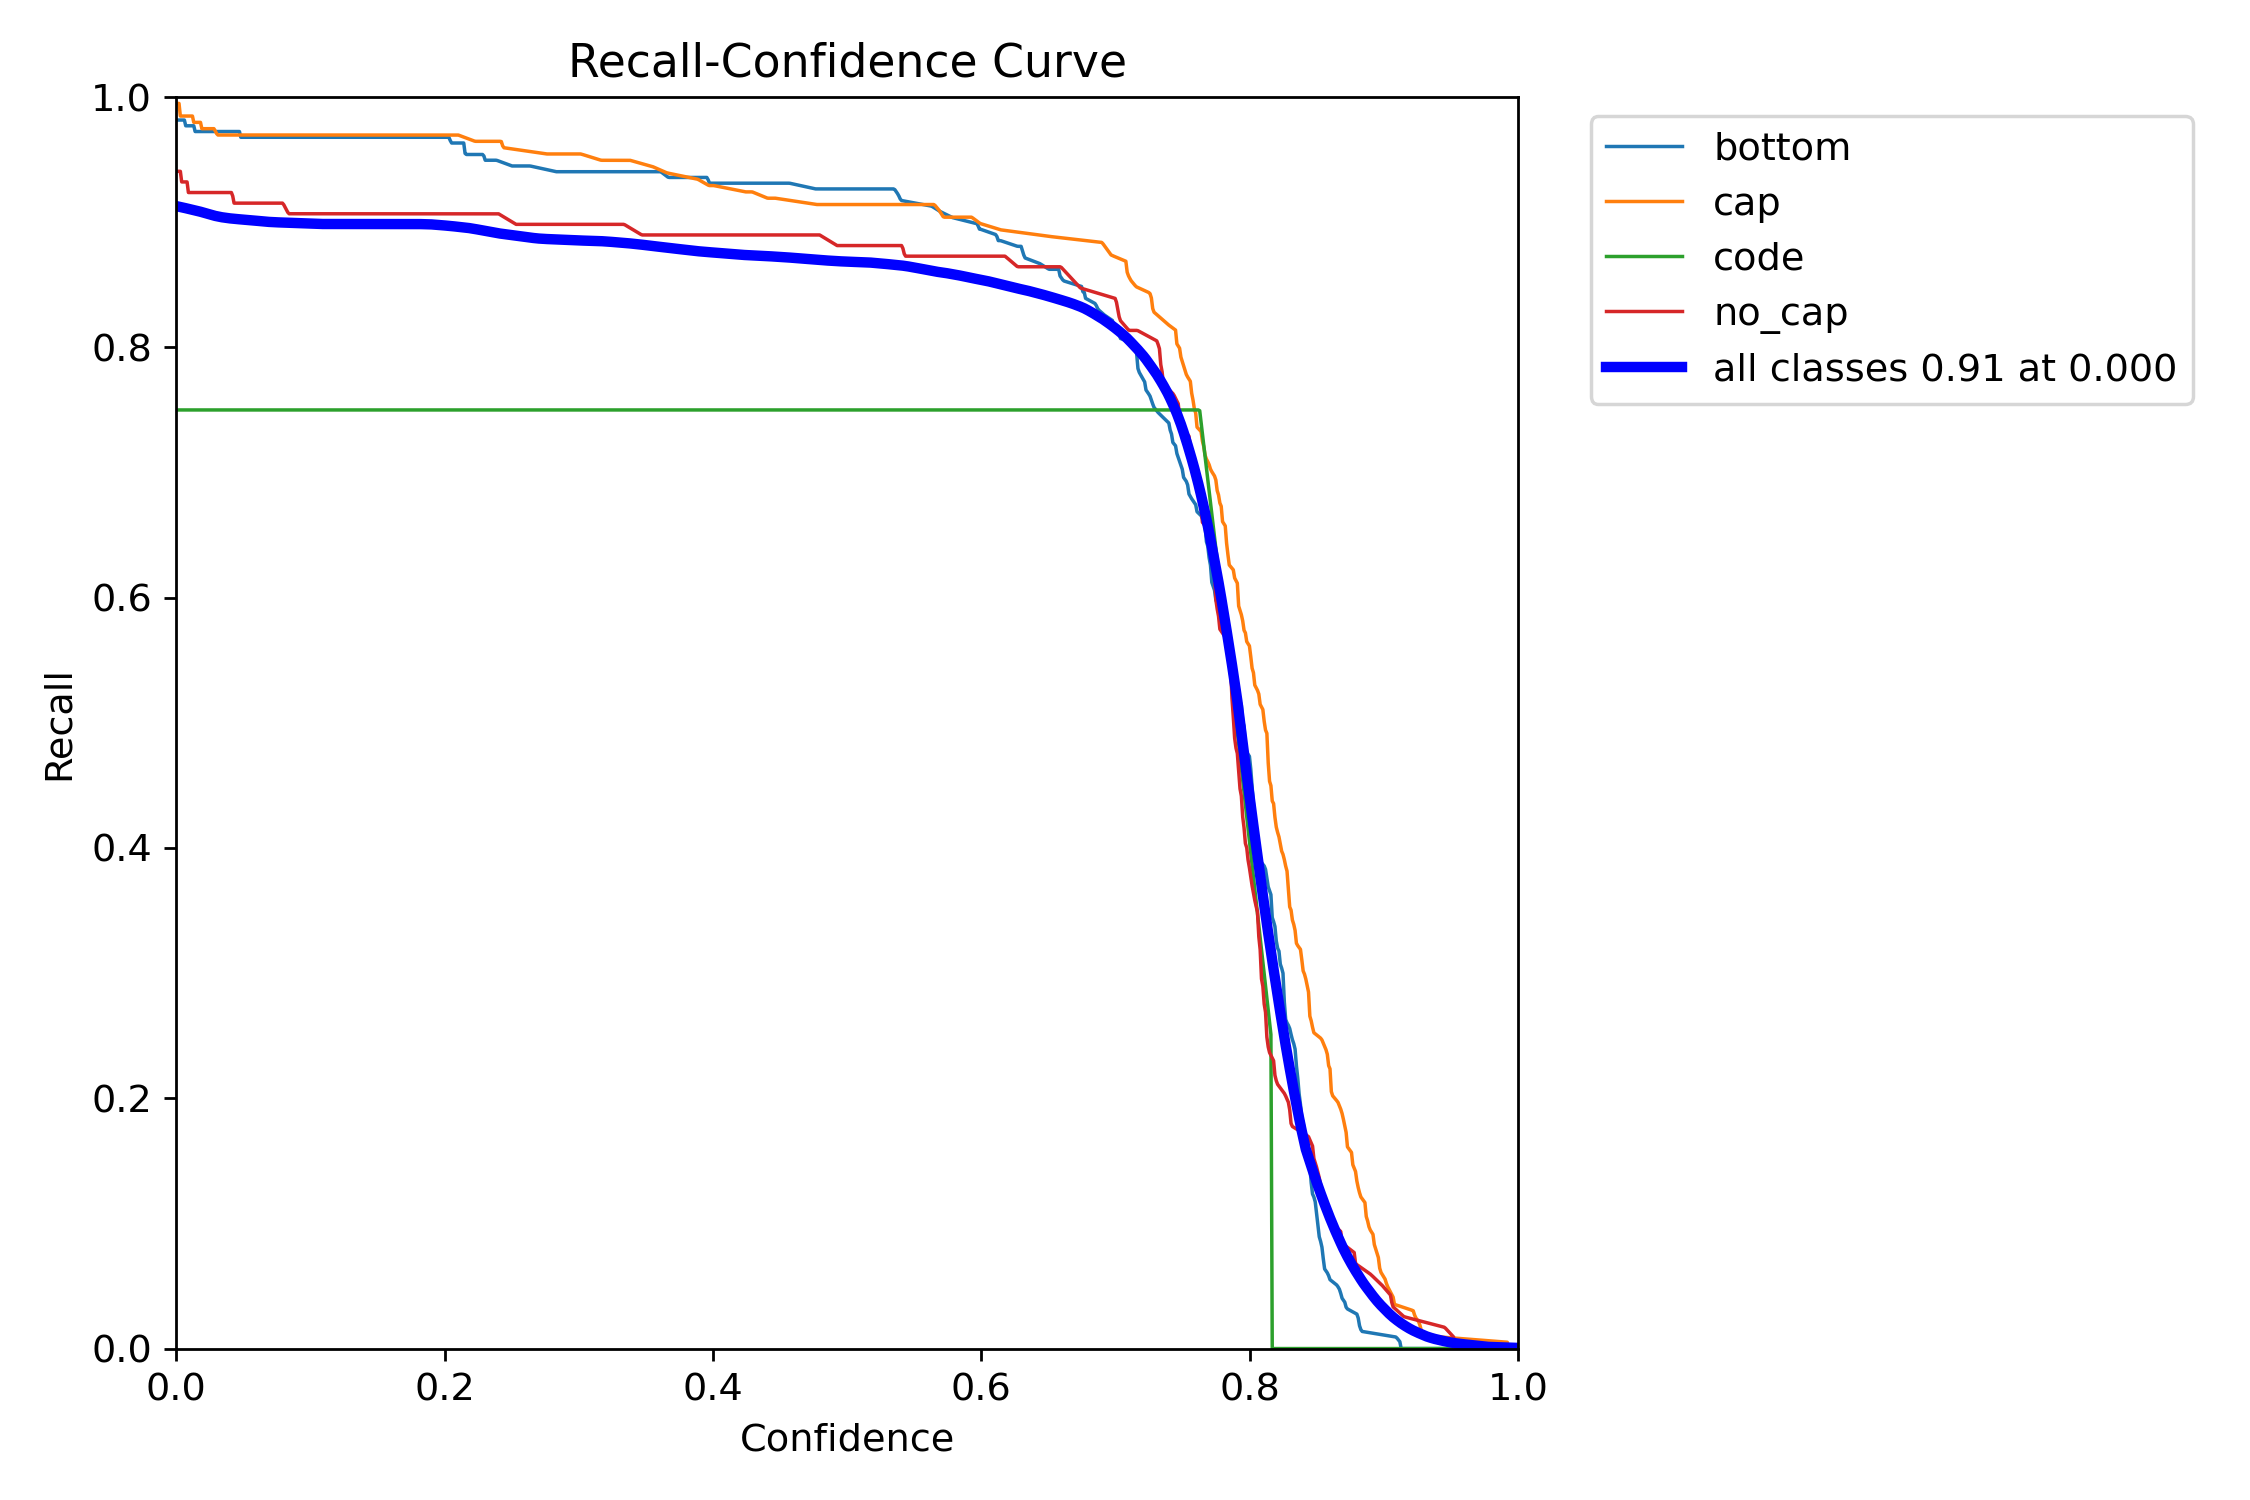 Recall-Confidence Curve
1.0
0.8
0.6
0.4
0.2
0.0
Recall
0.0 0.2 0.4 0.6 0.8 1.0
Confidence
bottom
cap
code
no_cap
all classes 0.91 at 0.000